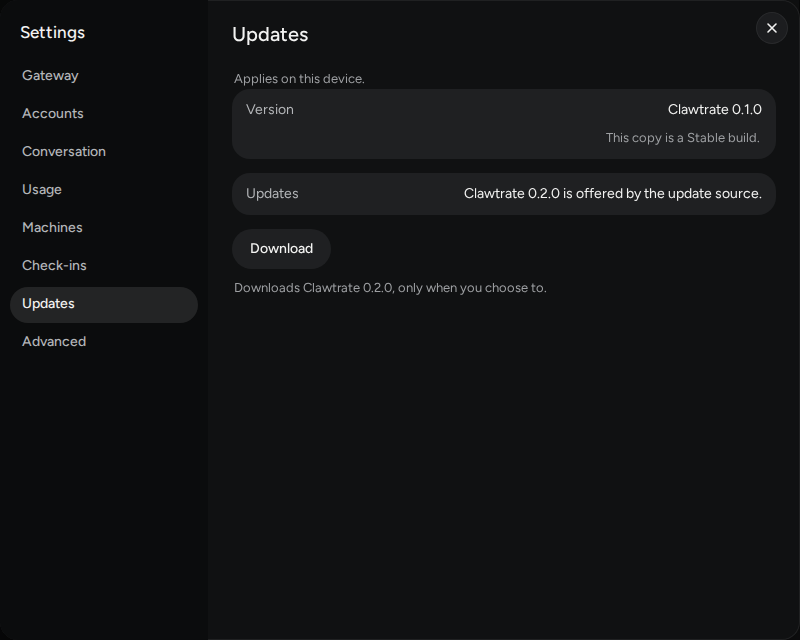 Settings
Gateway
Accounts
Conversation
Usage
Machines
Check-ins
Updates
Advanced
Updates
Applies on this device.
Version Clawtrate 0.1.0
This copy is a Stable build.
Updates Clawtrate 0.2.0 is offered by the update source.
Download
Downloads Clawtrate 0.2.0, only when you choose to.